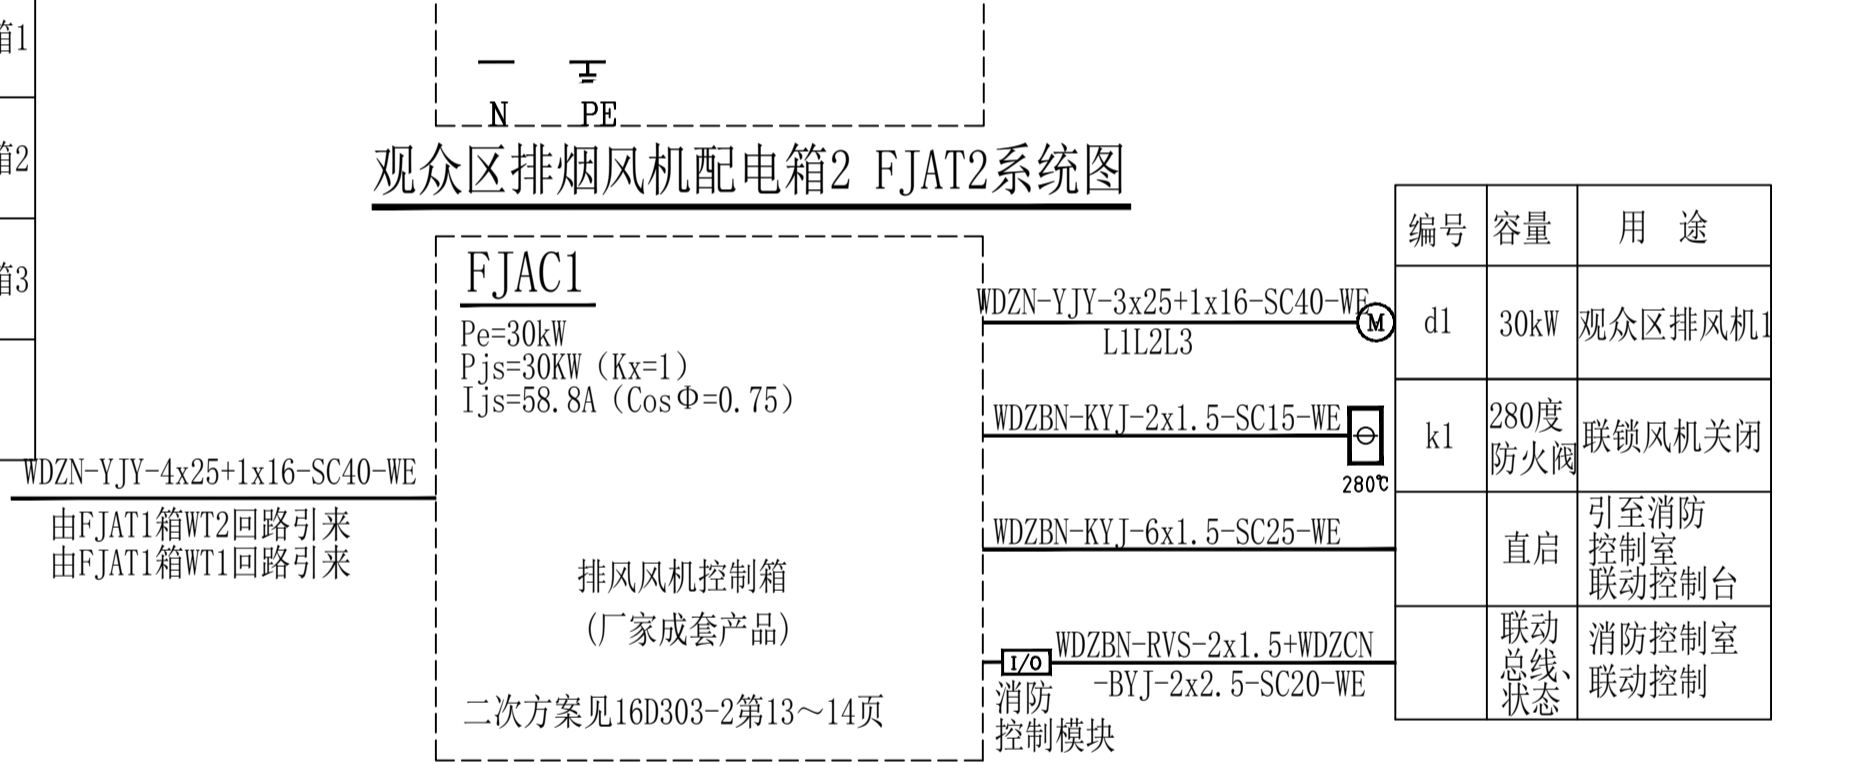 箱1
箱2
箱3
N PE
观众区排烟风机配电箱2 FJAT2系统图
FJAC1
Pe=30kW
Pjs=30KW（Kx=1）
Ijs=58.8A（CosΦ=0.75）
排风风机控制箱
(厂家成套产品)
二次方案见16D303-2第13～14页
WDZN-YJY-4x25+1x16-SC40-WE
由FJAT1箱WT2回路引来
由FJAT1箱WT1回路引来
WDZN-YJY-3x25+1x16-SC40-WE
L1L2L3
M
WDZBN-KYJ-2x1.5-SC15-WE
280℃
WDZBN-KYJ-6x1.5-SC25-WE
I/O
WDZBN-RVS-2x1.5+WDZCN
-BYJ-2x2.5-SC20-WE
消防
控制模块
编号 容量 用 途
d1 30kW 观众区排风机1
k1 280度
防火阀 联锁风机关闭
直启 引至消防
控制室
联动控制台
联动
总线、
状态 消防控制室
联动控制